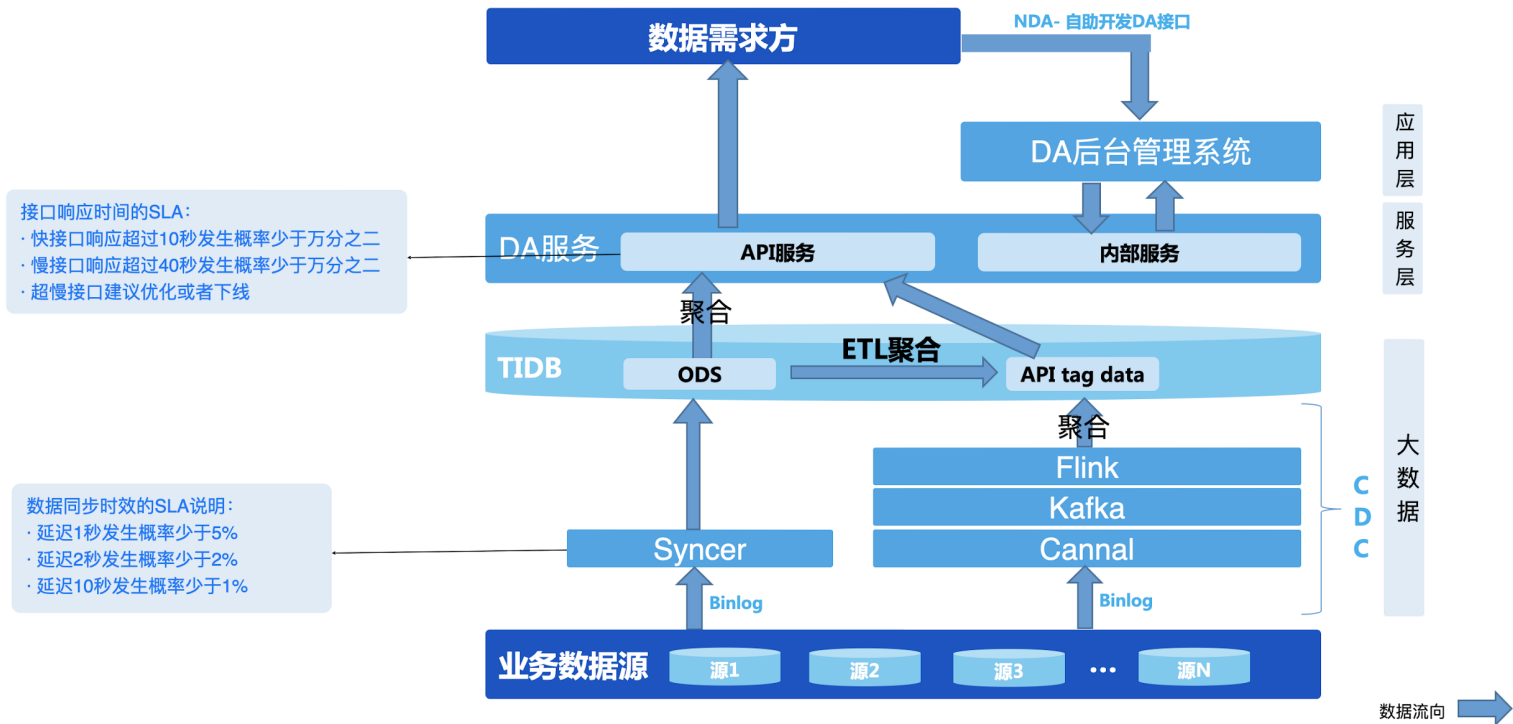 数据需求方
NDA- 自助开发DA接口
DA后台管理系统
应用层
接口响应时间的SLA：
· 快接口响应超过10秒发生概率少于万分之二
· 慢接口响应超过40秒发生概率少于万分之二
· 超慢接口建议优化或者下线
DA服务
API服务
内部服务
服务层
聚合
TIDB
ODS
ETL聚合
API tag data
聚合
Flink
Kafka
Cannal
CDC
大数据
数据同步时效的SLA说明：
· 延迟1秒发生概率少于5%
· 延迟2秒发生概率少于2%
· 延迟10秒发生概率少于1%
Syncer
Binlog
Binlog
业务数据源
源1
源2
源3
...
源N
数据流向